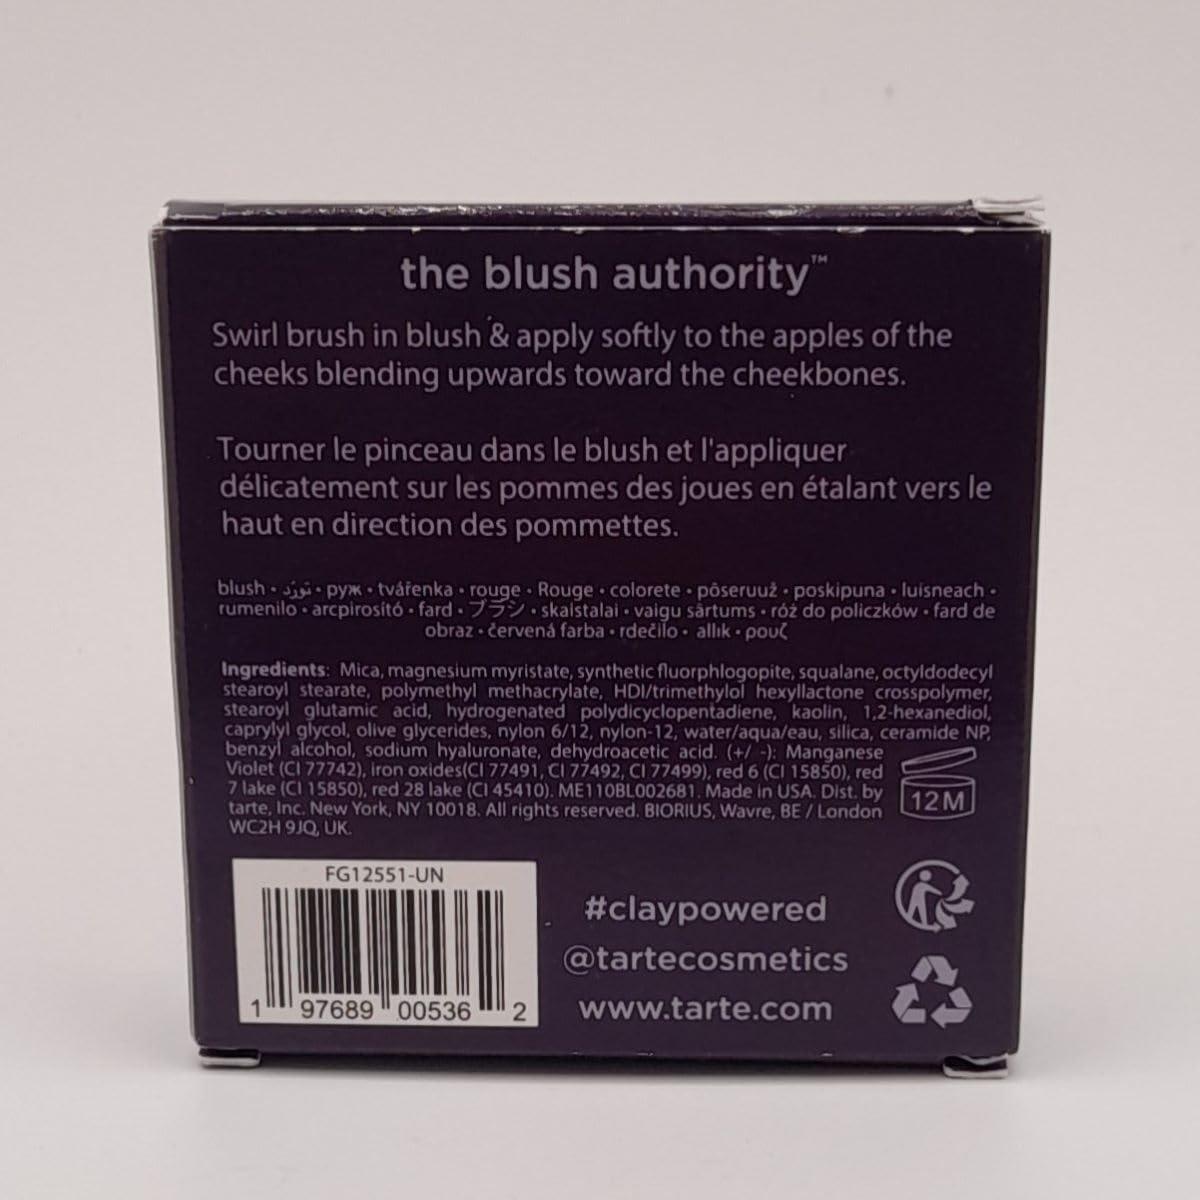 the blush authority™
Swirl brush in blush & apply softly to the apples of the
cheeks blending upwards toward the cheekbones.
Tourner le pinceau dans le blush et l'appliquer
délicatement sur les pommes des joues en étalant vers le
haut en direction des pommettes.
blush • تورّد • руж • tvářenka • rouge • Rouge • colorete • põseruuž • poskipuna • luisneach •
rumenilo • arcpirosító • fard • ブラシ • skaistalai • vaigu sārtums • róż do policzków • fard de
obraz • červená farba • rdečilo • allık • ρουζ
Ingredients: Mica, magnesium myristate, synthetic fluorphlogopite, squalane, octyldodecyl
stearoyl stearate, polymethyl methacrylate, HDI/trimethylol hexyllactone crosspolymer,
stearoyl glutamic acid, hydrogenated polydicyclopentadiene, kaolin, 1,2-hexanediol,
caprylyl glycol, olive glycerides, nylon 6/12, nylon-12, water/aqua/eau, silica, ceramide NP,
benzyl alcohol, sodium hyaluronate, dehydroacetic acid. (+/ -): Manganese
Violet (CI 77742), iron oxides(CI 77491, CI 77492, CI 77499), red 6 (CI 15850), red
7 lake (CI 15850), red 28 lake (CI 45410). ME110BL002681. Made in USA. Dist. by
tarte, Inc. New York, NY 10018. All rights reserved. BIORIUS, Wavre, BE / London
WC2H 9JQ, UK.
12M
FG12551-UN
1 97689 00536 2
#claypowered
@tartecosmetics
www.tarte.com